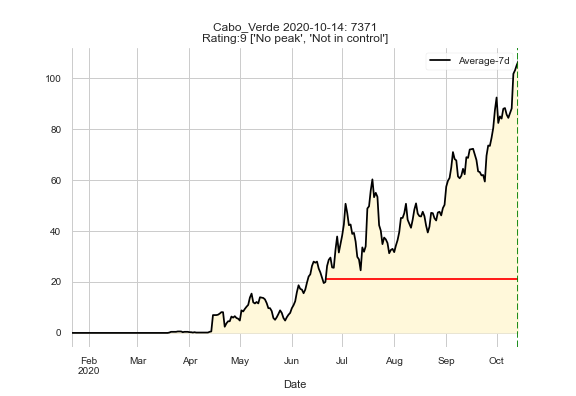 Cabo_Verde 2020-10-14: 7371
Rating:9 ['No peak', 'Not in control']
Average-7d
100
80
60
40
20
0
Feb Mar Apr May Jun Jul Aug Sep Oct
2020
Date